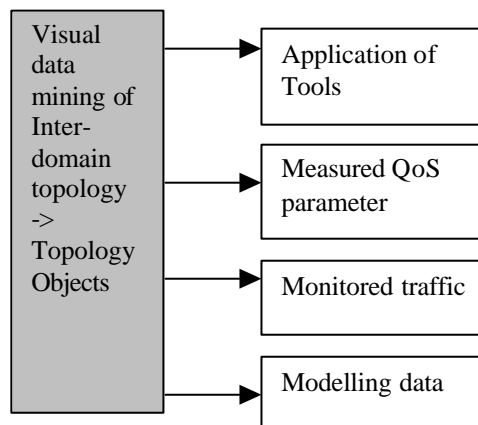 Visual
data
mining of
Inter-
domain
topology
->
Topology
Objects
Application of
Tools
Measured QoS
parameter
Monitored traffic
Modelling data